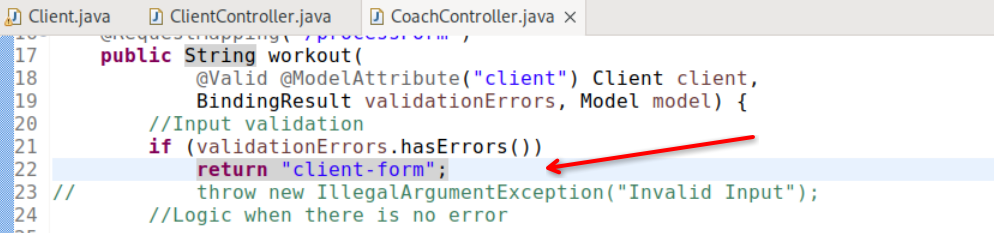 Client.java ClientController.java CoachController.java
16 @RequestMapping("/processForm")
17 public String workout(
18 @Valid @ModelAttribute("client") Client client,
19 BindingResult validationErrors, Model model) {
20 //Input validation
21 if (validationErrors.hasErrors())
22 return "client-form";
23 // throw new IllegalArgumentException("Invalid Input");
24 //Logic when there is no error